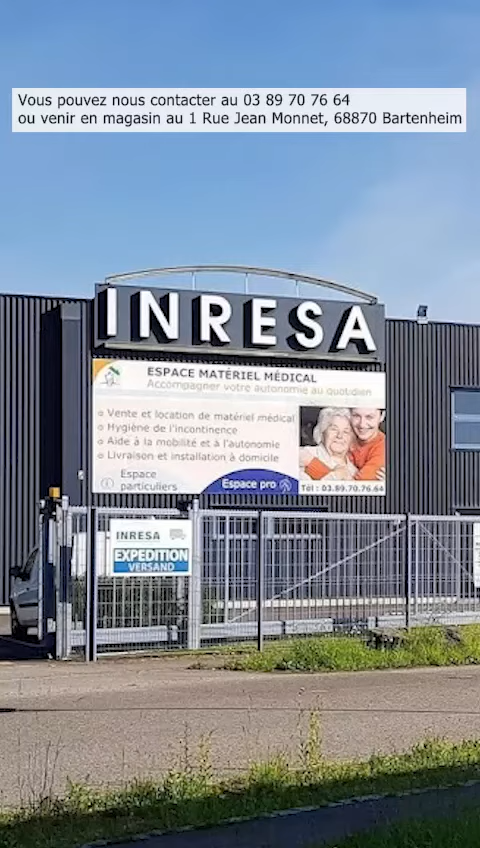 Vous pouvez nous contacter au 03 89 70 76 64
ou venir en magasin au 1 Rue Jean Monnet, 68870 Bartenheim
INRESA
ESPACE MATÉRIEL MÉDICAL
Accompagner votre autonomie au quotidien
Vente et location de matériel médical
Hygiène de l'incontinence
Aide à la mobilité et à l'autonomie
Livraison et installation à domicile
Espace
particuliers
Espace pro
Tél : 03.89.70.76.64
INRESA
EXPEDITION
VERSAND